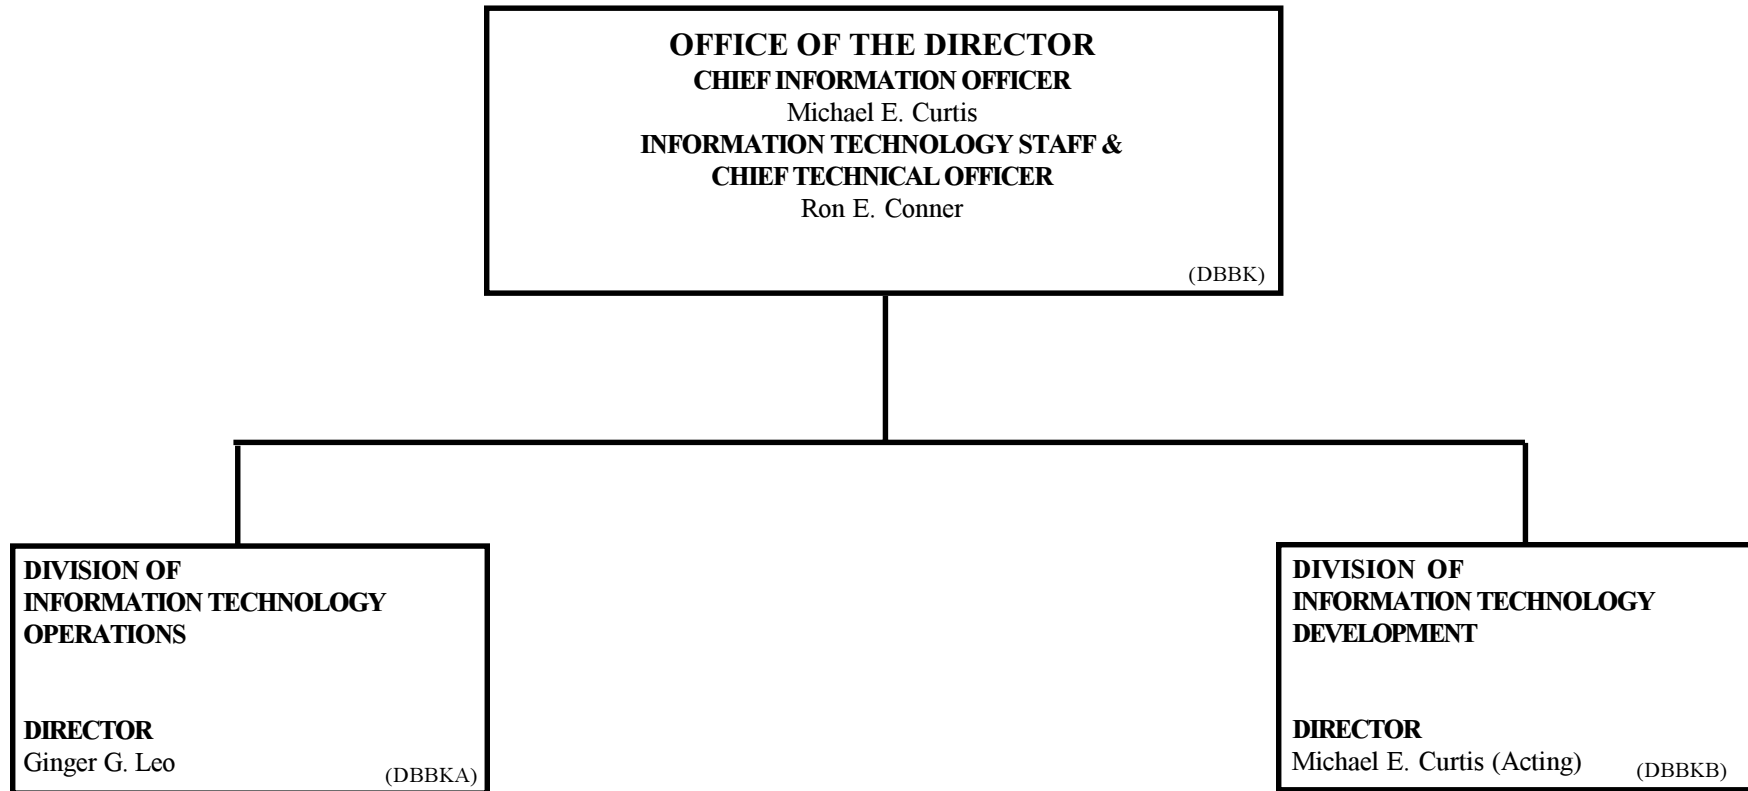 OFFICE OF THE DIRECTOR
CHIEF INFORMATION OFFICER
Michael E. Curtis
INFORMATION TECHNOLOGY STAFF &
CHIEF TECHNICAL OFFICER
Ron E. Conner
(DBBK)
DIVISION OF
INFORMATION TECHNOLOGY
OPERATIONS
DIRECTOR
Ginger G. Leo
(DBBKA)
DIVISION OF
INFORMATION TECHNOLOGY
DEVELOPMENT
DIRECTOR
Michael E. Curtis (Acting)
(DBBKB)